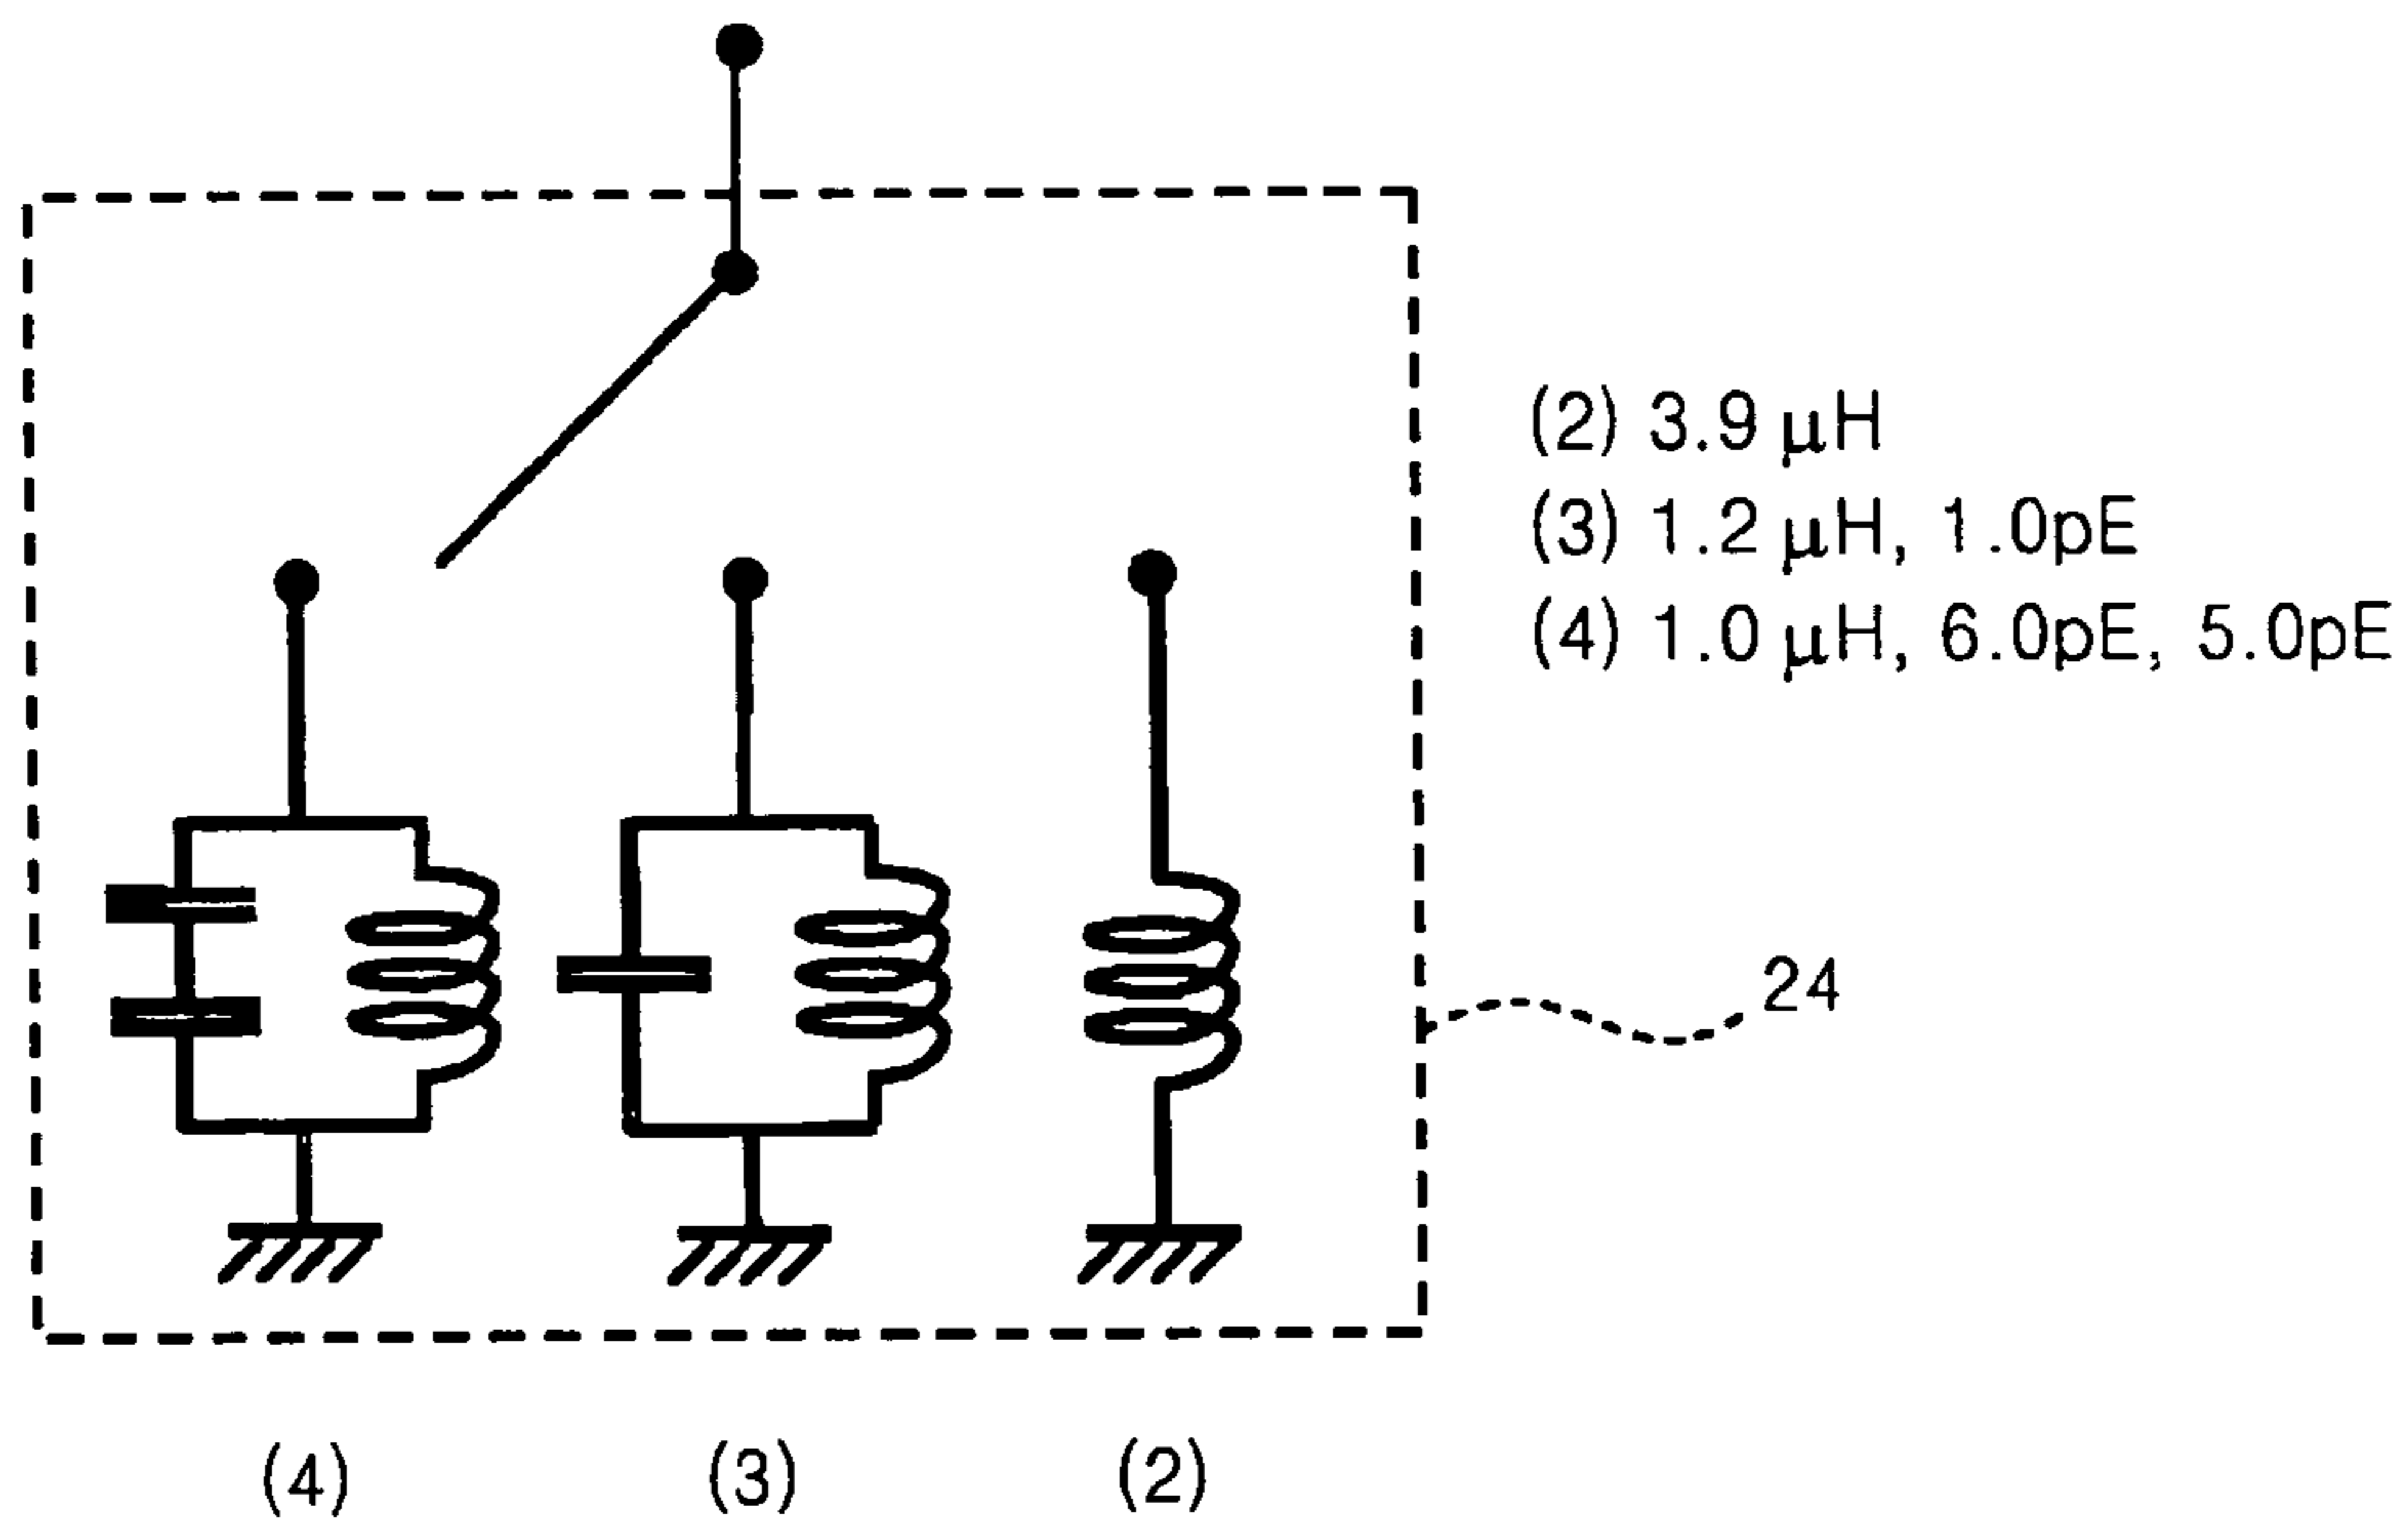 (2) 3.9 μH
(3) 1.2 μH, 1.0pE
(4) 1.0 μH, 6.0pE, 5.0pE
24
(4) (3) (2)